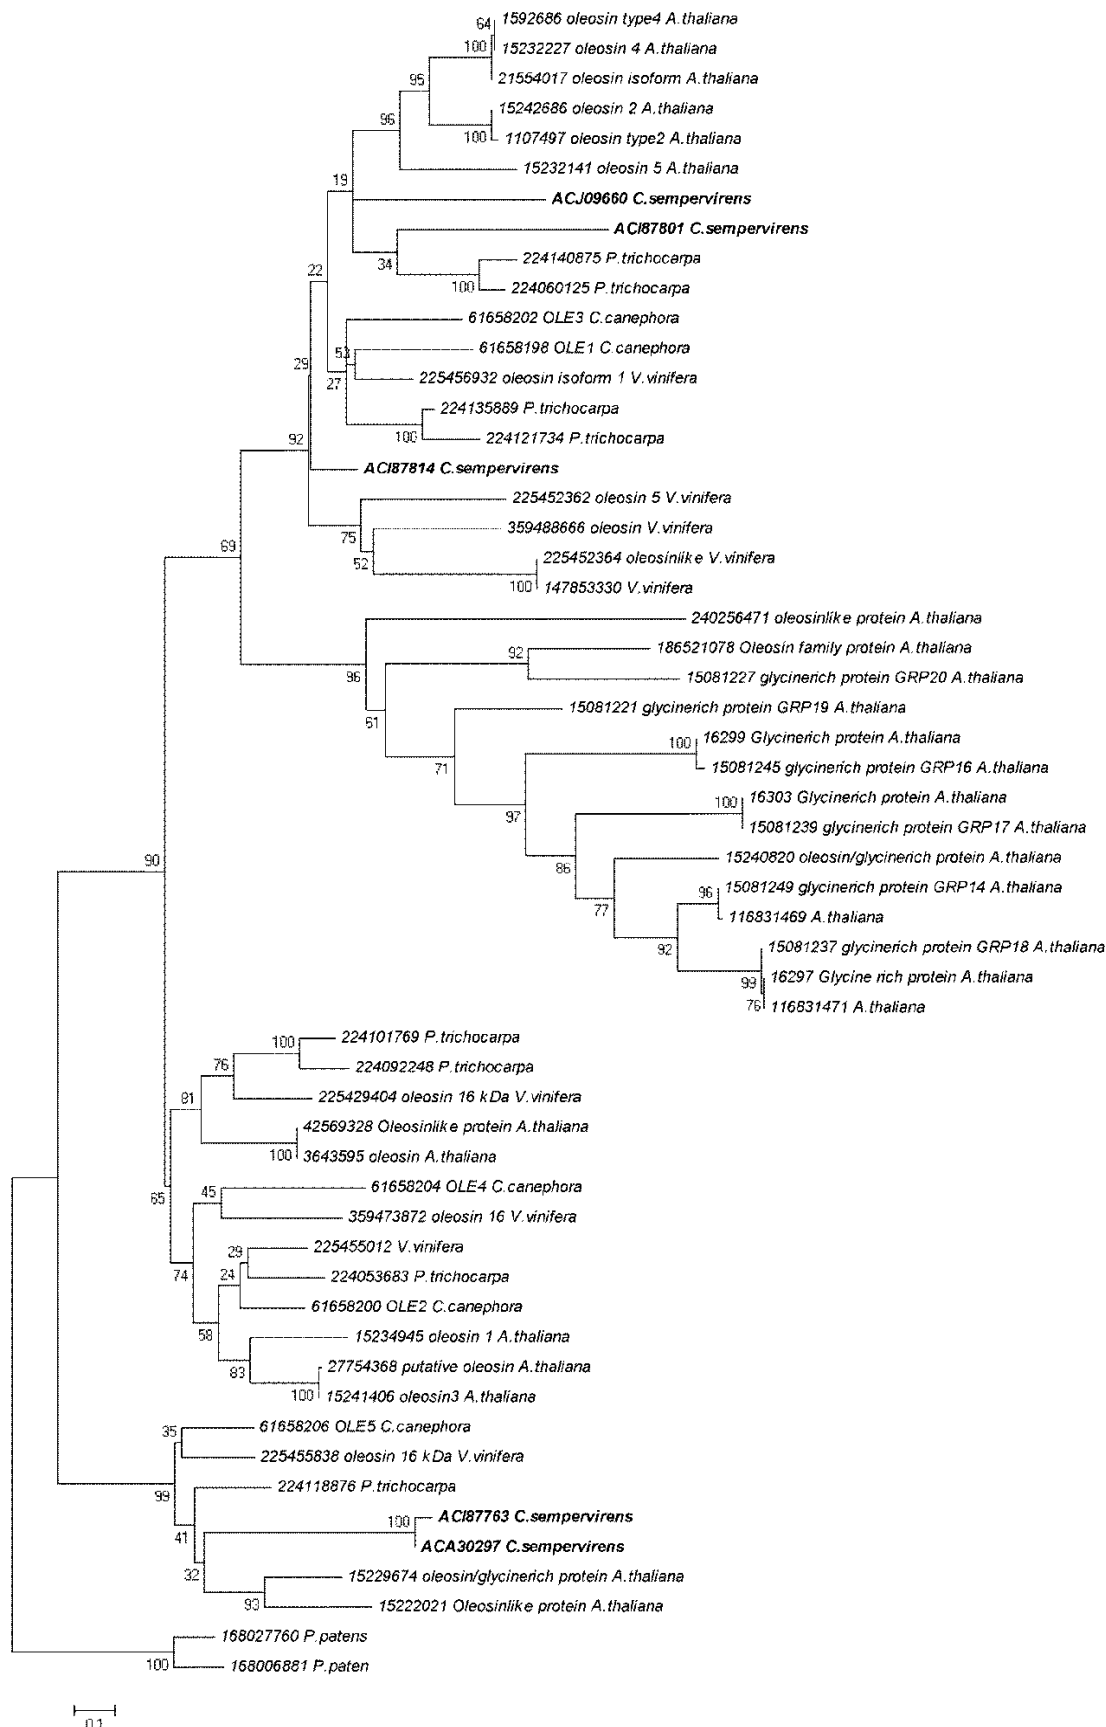 1592686 oleosin type4 A.thaliana
64
15232227 oleosin 4 A.thaliana
100
21554017 oleosin isoform A.thaliana
95
15242686 oleosin 2 A.thaliana
96
1107497 oleosin type2 A.thaliana
100
15232141 oleosin 5 A.thaliana
19
ACJ09660 C.sempervirens
ACI87801 C.sempervirens
224140875 P.trichocarpa
34
22
224060125 P.trichocarpa
100
61658202 OLE3 C.canephora
61658198 OLE1 C.canephora
53
29
225456932 oleosin isoform 1 V.vinifera
27
224135889 P.trichocarpa
224121734 P.trichocarpa
100
92
ACI87814 C.sempervirens
225452362 oleosin 5 V.vinifera
359488666 oleosin V.vinifera
75
69
225452364 oleosinlike V.vinifera
52
147853330 V.vinifera
100
240256471 oleosinlike protein A.thaliana
186521078 Oleosin family protein A.thaliana
92
15081227 glycinerich protein GRP20 A.thaliana
96
15081221 glycinerich protein GRP19 A.thaliana
61
16299 Glycinerich protein A.thaliana
100
15081245 glycinerich protein GRP16 A.thaliana
71
16303 Glycinerich protein A.thaliana
100
97
15081239 glycinerich protein GRP17 A.thaliana
15240820 oleosin/glycinerich protein A.thaliana
90
86
15081249 glycinerich protein GRP14 A.thaliana
96
77
116831469 A.thaliana
15081237 glycinerich protein GRP18 A.thaliana
92
16297 Glycine rich protein A.thaliana
99
116831471 A.thaliana
76
224101769 P.trichocarpa
100
224092248 P.trichocarpa
76
225429404 oleosin 16 kDa V.vinifera
81
42569328 Oleosinlike protein A.thaliana
3643595 oleosin A.thaliana
100
61658204 OLE4 C.canephora
45
65
359473872 oleosin 16 V.vinifera
225455012 V.vinifera
29
224053683 P.trichocarpa
24
74
61658200 OLE2 C.canephora
58
15234945 oleosin 1 A.thaliana
27754368 putative oleosin A.thaliana
83
15241406 oleosin3 A.thaliana
100
61658206 OLE5 C.canephora
35
225455838 oleosin 16 kDa V.vinifera
224118876 P.trichocarpa
99
ACI87763 C.sempervirens
100
41
ACA30297 C.sempervirens
32
15229674 oleosin/glycinerich protein A.thaliana
15222021 Oleosinlike protein A.thaliana
93
168027760 P.patens
168006881 P.paten
100
0.1